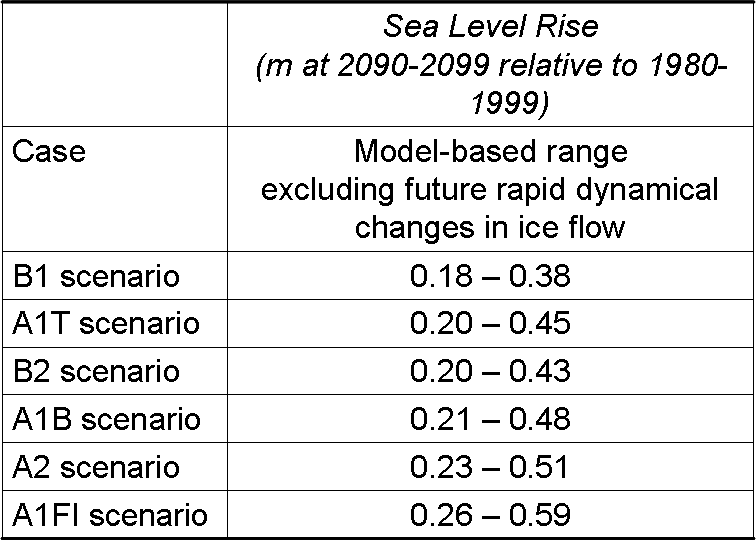 Sea Level Rise
(m at 2090-2099 relative to 1980-
1999)
Case
Model-based range
excluding future rapid dynamical
changes in ice flow
B1 scenario
0.18 – 0.38
A1T scenario
0.20 – 0.45
B2 scenario
0.20 – 0.43
A1B scenario
0.21 – 0.48
A2 scenario
0.23 – 0.51
A1FI scenario
0.26 – 0.59